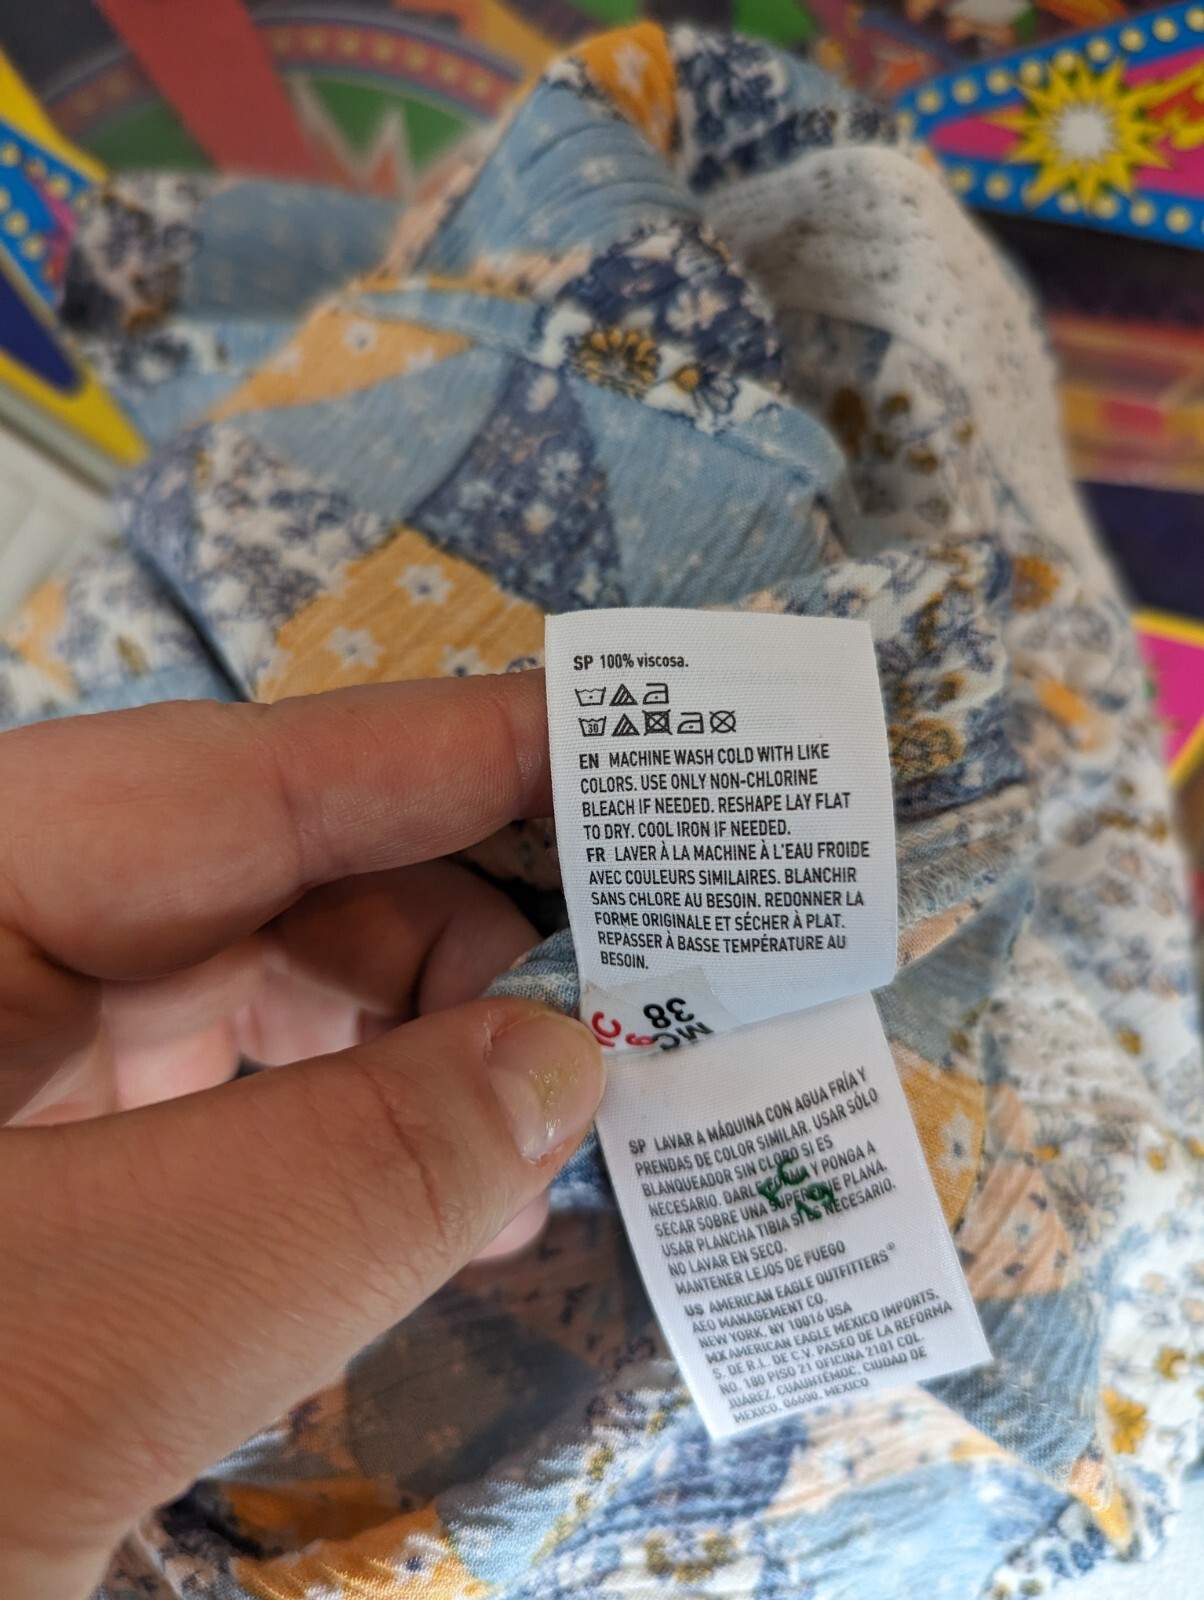 SP 100% viscosa.
30
EN MACHINE WASH COLD WITH LIKE
COLORS. USE ONLY NON-CHLORINE
BLEACH IF NEEDED. RESHAPE LAY FLAT
TO DRY. COOL IRON IF NEEDED.
FR LAVER À LA MACHINE À L'EAU FROIDE
AVEC COULEURS SIMILAIRES. BLANCHIR
SANS CHLORE AU BESOIN. REDONNER LA
FORME ORIGINALE ET SÉCHER À PLAT.
REPASSER À BASSE TEMPÉRATURE AU
BESOIN.
38
SP LAVAR A MÁQUINA CON AGUA FRÍA Y
PRENDAS DE COLOR SIMILAR. USAR SÓLO
BLANQUEADOR SIN CLORO SI ES
NECESARIO. DARLE FORMA Y PONGA A
SECAR SOBRE UNA SUPERFICIE PLANA.
USAR PLANCHA TIBIA SI ES NECESARIO.
NO LAVAR EN SECO.
MANTENER LEJOS DE FUEGO
US AMERICAN EAGLE OUTFITTERS®
AEO MANAGEMENT CO.
NEW YORK, NY 10016 USA
MX AMERICAN EAGLE MEXICO IMPORTS,
S. DE R.L. DE C.V. PASEO DE LA REFORMA
NO. 180 PISO 21 OFICINA 2101 COL.
JUÁREZ, CUAUHTÉMOC, CIUDAD DE
MEXICO, 06600, MEXICO